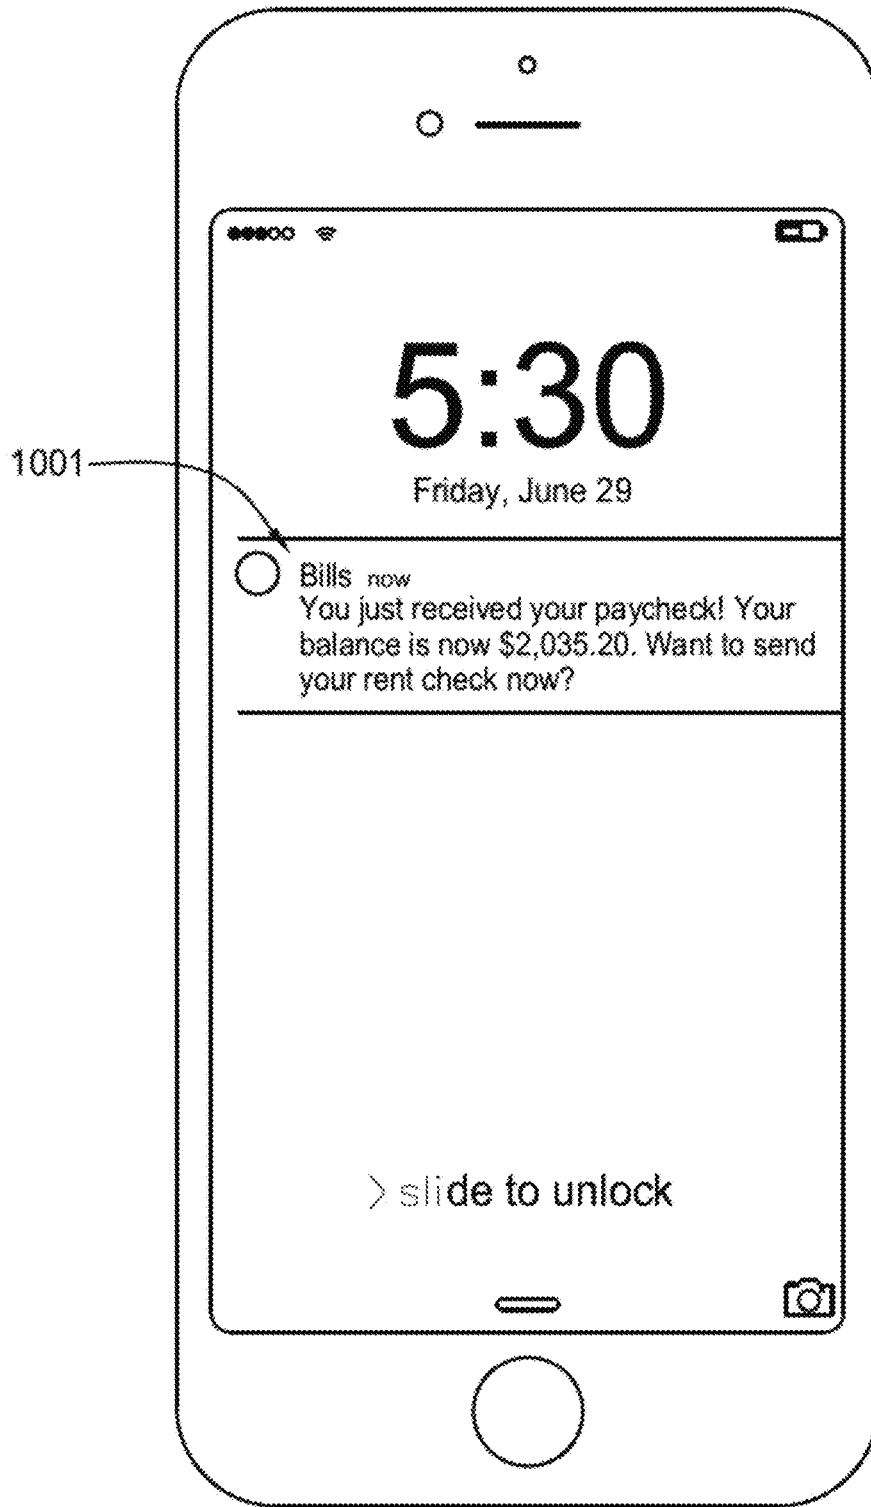 5:30
Friday, June 29
1001
Bills now
You just received your paycheck! Your
balance is now $2,035.20. Want to send
your rent check now?
> slide to unlock